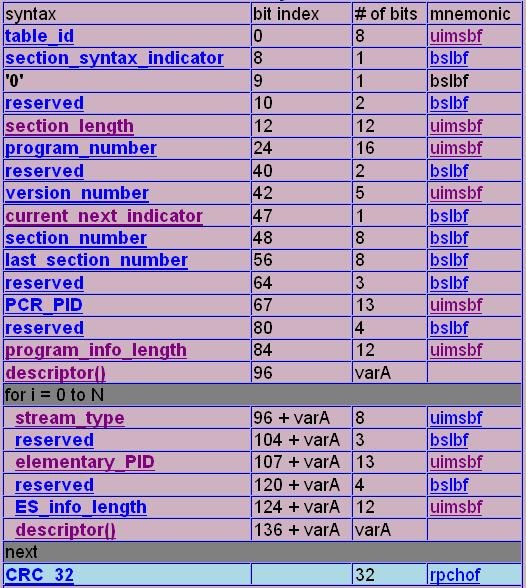 syntax bit index # of bits mnemonic
table_id 0 8 uimsbf
section_syntax_indicator 8 1 bslbf
'0' 9 1 bslbf
reserved 10 2 bslbf
section_length 12 12 uimsbf
program_number 24 16 uimsbf
reserved 40 2 bslbf
version_number 42 5 uimsbf
current_next_indicator 47 1 bslbf
section_number 48 8 bslbf
last_section_number 56 8 bslbf
reserved 64 3 bslbf
PCR_PID 67 13 uimsbf
reserved 80 4 bslbf
program_info_length 84 12 uimsbf
descriptor() 96 varA
for i = 0 to N
stream_type 96 + varA 8 uimsbf
reserved 104 + varA 3 bslbf
elementary_PID 107 + varA 13 uimsbf
reserved 120 + varA 4 bslbf
ES_info_length 124 + varA 12 uimsbf
descriptor() 136 + varA varA
next
CRC_32 32 rpchof